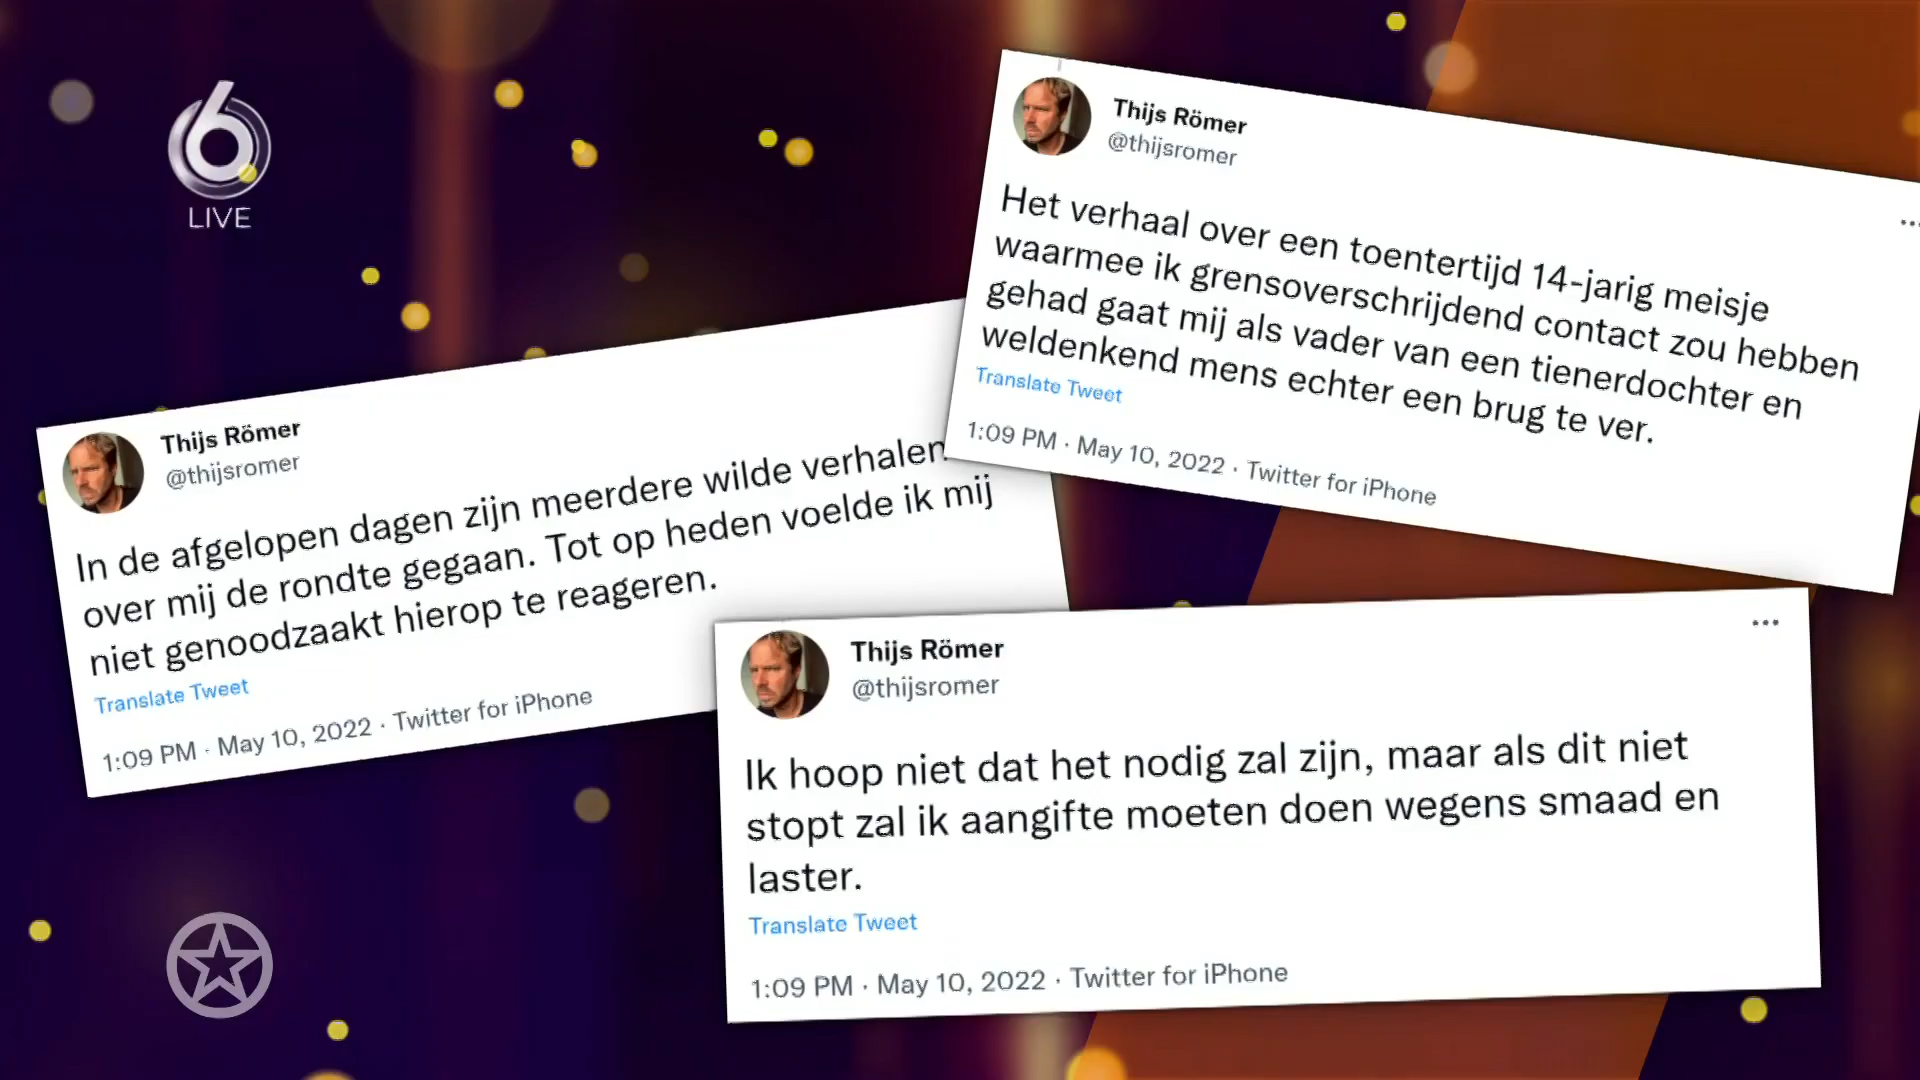 6
LIVE
Thijs Römer
@thijsromer
In de afgelopen dagen zijn meerdere wilde verhalen
over mij de rondte gegaan. Tot op heden voelde ik mij
niet genoodzaakt hierop te reageren.
Translate Tweet
1:09 PM · May 10, 2022 · Twitter for iPhone
Thijs Römer
@thijsromer
Het verhaal over een toentertijd 14-jarig meisje
waarmee ik grensoverschrijdend contact zou hebben
gehad gaat mij als vader van een tienerdochter en
weldenkend mens echter een brug te ver.
Translate Tweet
1:09 PM · May 10, 2022 · Twitter for iPhone
Thijs Römer
@thijsromer
Ik hoop niet dat het nodig zal zijn, maar als dit niet
stopt zal ik aangifte moeten doen wegens smaad en
laster.
Translate Tweet
1:09 PM · May 10, 2022 · Twitter for iPhone